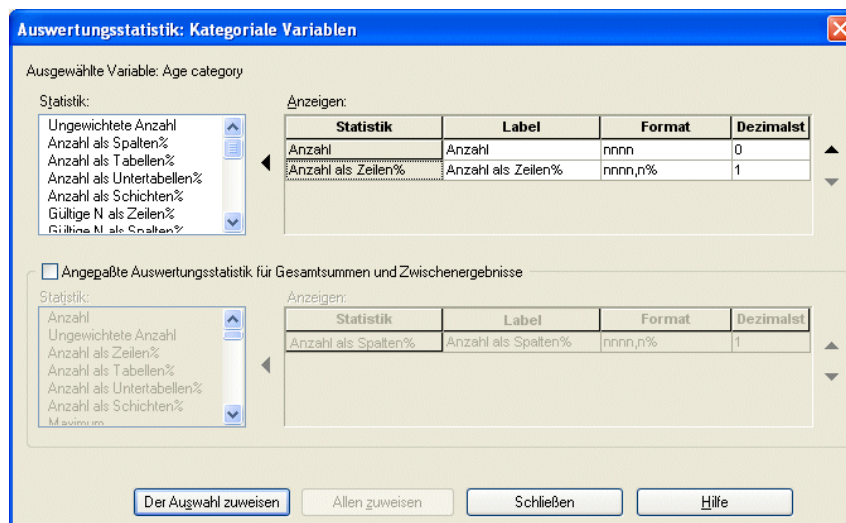 Auswertungsstatistik: Kategoriale Variablen
Ausgewählte Variable: Age category
Statistik:
Ungewichtete Anzahl
Anzahl als Spalten%
Anzahl als Tabellen%
Anzahl als Untertabellen%
Anzahl als Schichten%
Gültige N als Zeilen%
Gültige N als Spalten%
Anzeigen:
Statistik Label Format Dezimalst
Anzahl Anzahl nnnn 0
Anzahl als Zeilen% Anzahl als Zeilen% nnnn,n% 1
Angepaßte Auswertungsstatistik für Gesamtsummen und Zwischenergebnisse
Statistik:
Anzahl
Ungewichtete Anzahl
Anzahl als Zeilen%
Anzahl als Tabellen%
Anzahl als Untertabellen%
Anzahl als Schichten%
Maximum
Anzeigen:
Statistik Label Format Dezimalst
Anzahl als Spalten% Anzahl als Spalten% nnnn,n% 1
Der Auswahl zuweisen Allen zuweisen Schließen Hilfe